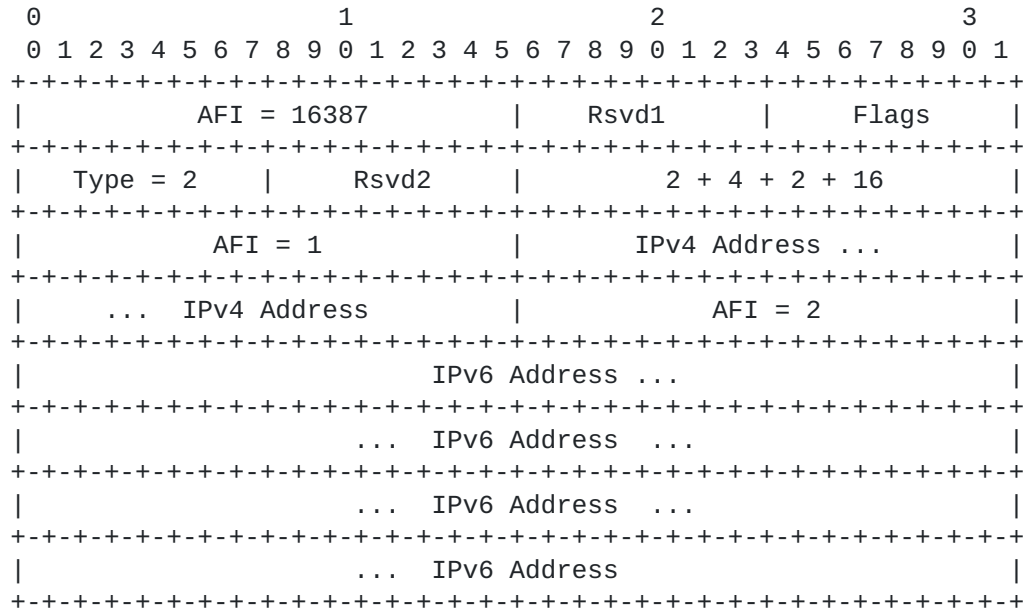 0                   1                   2                   3
 0 1 2 3 4 5 6 7 8 9 0 1 2 3 4 5 6 7 8 9 0 1 2 3 4 5 6 7 8 9 0 1
+-+-+-+-+-+-+-+-+-+-+-+-+-+-+-+-+-+-+-+-+-+-+-+-+-+-+-+-+-+-+-+-+
|           AFI = 16387         |    Rsvd1      |     Flags     |
+-+-+-+-+-+-+-+-+-+-+-+-+-+-+-+-+-+-+-+-+-+-+-+-+-+-+-+-+-+-+-+-+
|   Type = 2    |     Rsvd2     |         2 + 4 + 2 + 16        |
+-+-+-+-+-+-+-+-+-+-+-+-+-+-+-+-+-+-+-+-+-+-+-+-+-+-+-+-+-+-+-+-+
|            AFI = 1            |       IPv4 Address ...        |
+-+-+-+-+-+-+-+-+-+-+-+-+-+-+-+-+-+-+-+-+-+-+-+-+-+-+-+-+-+-+-+-+
|     ...  IPv4 Address         |            AFI = 2            |
+-+-+-+-+-+-+-+-+-+-+-+-+-+-+-+-+-+-+-+-+-+-+-+-+-+-+-+-+-+-+-+-+
|                          IPv6 Address ...                     |
+-+-+-+-+-+-+-+-+-+-+-+-+-+-+-+-+-+-+-+-+-+-+-+-+-+-+-+-+-+-+-+-+
|                     ...  IPv6 Address  ...                    |
+-+-+-+-+-+-+-+-+-+-+-+-+-+-+-+-+-+-+-+-+-+-+-+-+-+-+-+-+-+-+-+-+
|                     ...  IPv6 Address  ...                    |
+-+-+-+-+-+-+-+-+-+-+-+-+-+-+-+-+-+-+-+-+-+-+-+-+-+-+-+-+-+-+-+-+
|                     ...  IPv6 Address                         |
+-+-+-+-+-+-+-+-+-+-+-+-+-+-+-+-+-+-+-+-+-+-+-+-+-+-+-+-+-+-+-+-+